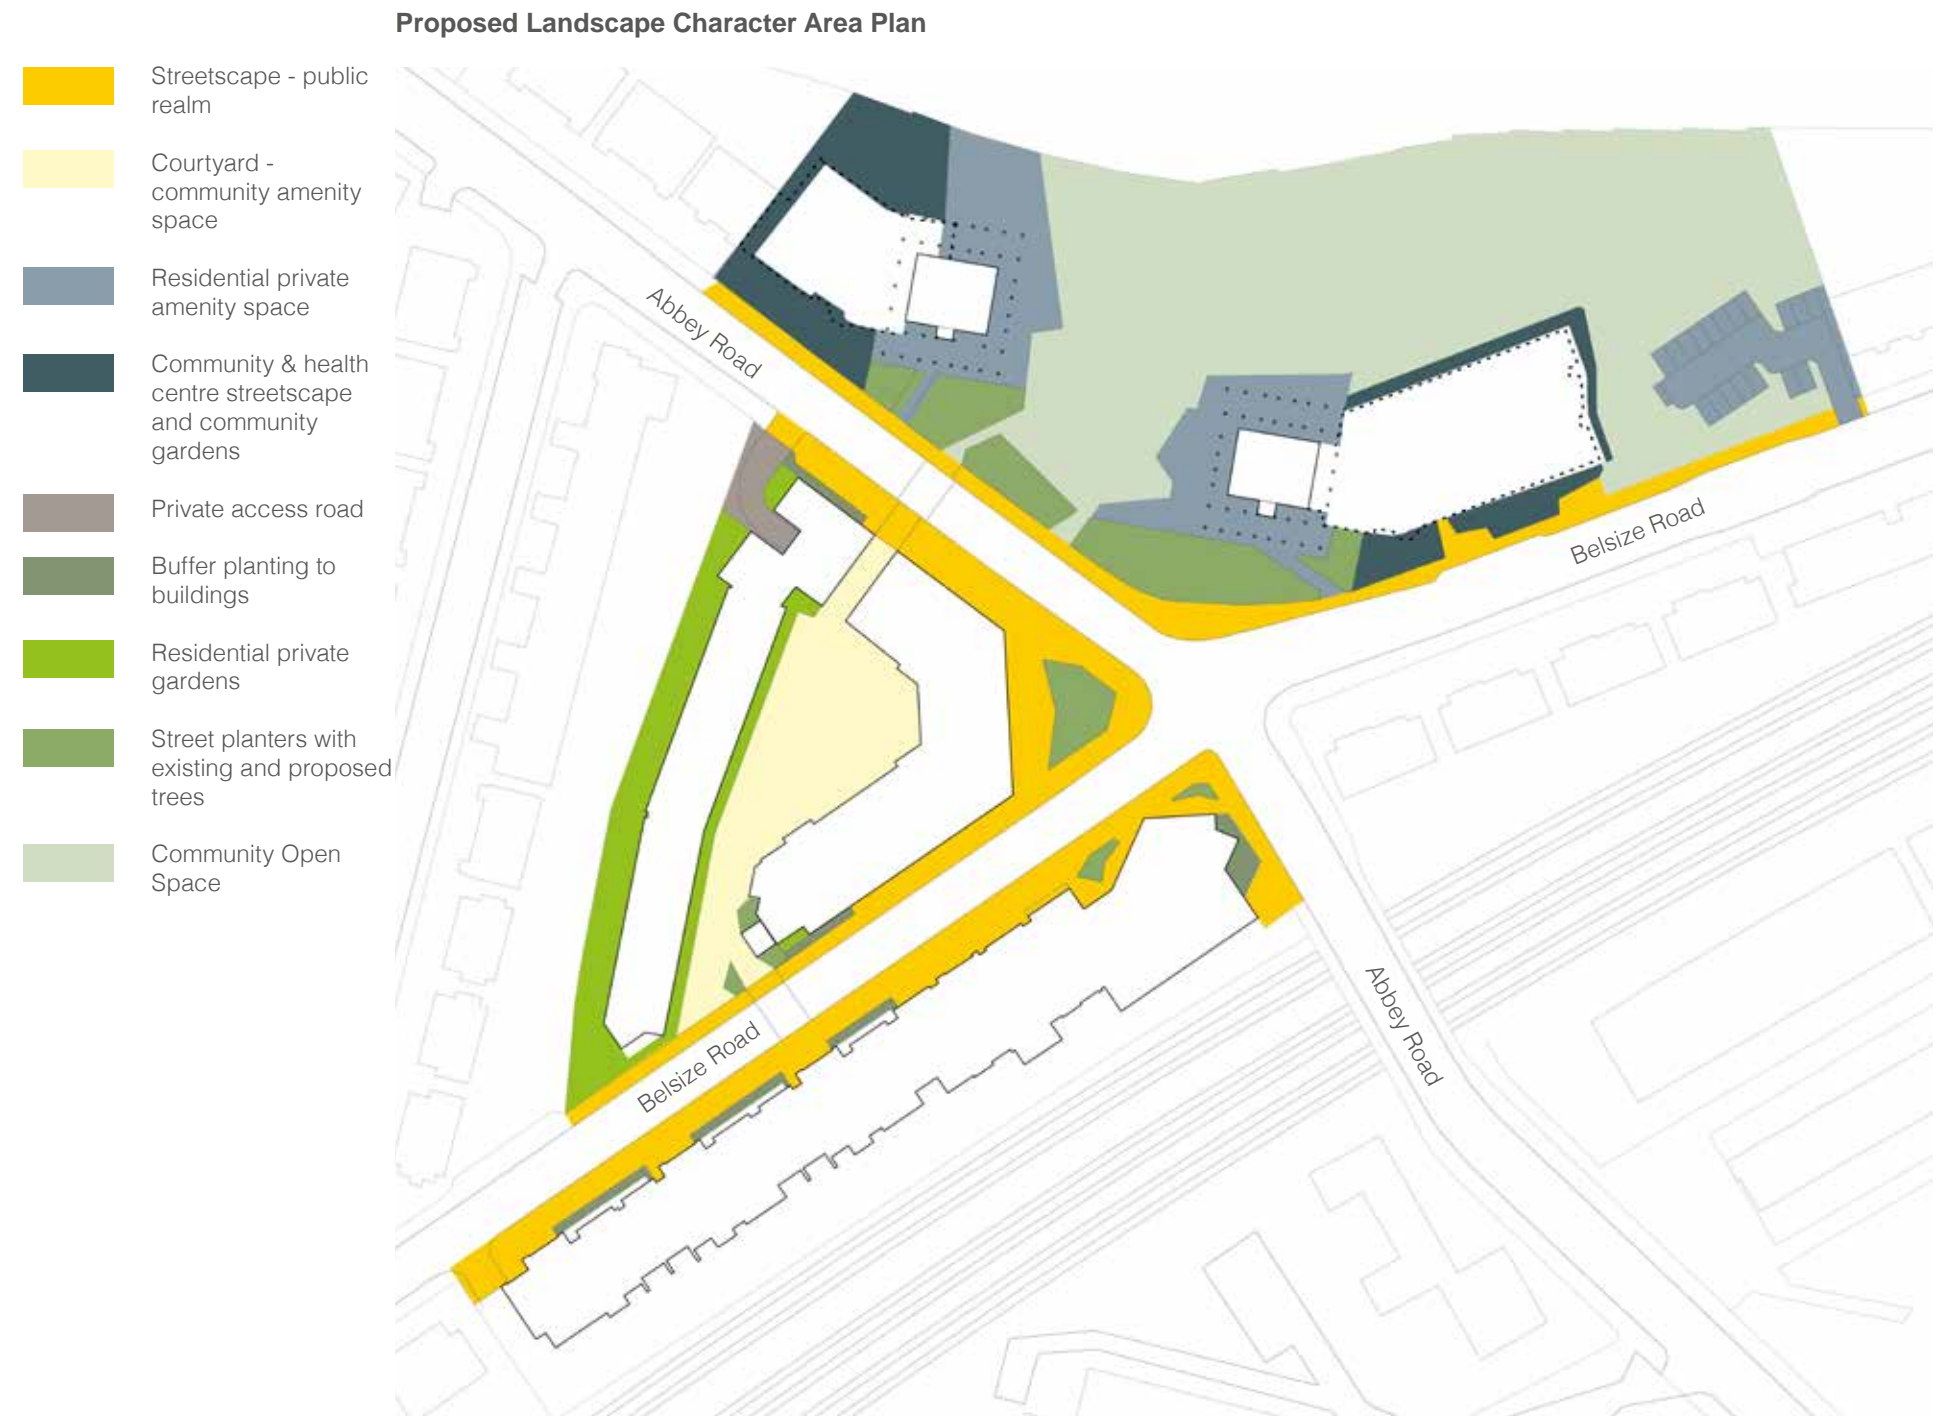 Proposed Landscape Character Area Plan
Streetscape - public
realm
Courtyard -
community amenity
space
Residential private
amenity space
Community & health
centre streetscape
and community
gardens
Private access road
Buffer planting to
buildings
Residential private
gardens
Street planters with
existing and proposed
trees
Community Open
Space
Abbey Road
Belsize Road
Belsize Road
Abbey Road